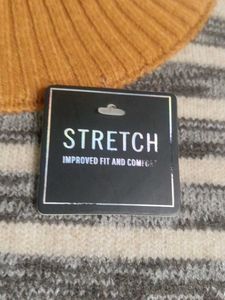 STRETCH
IMPROVED FIT AND COMFORT